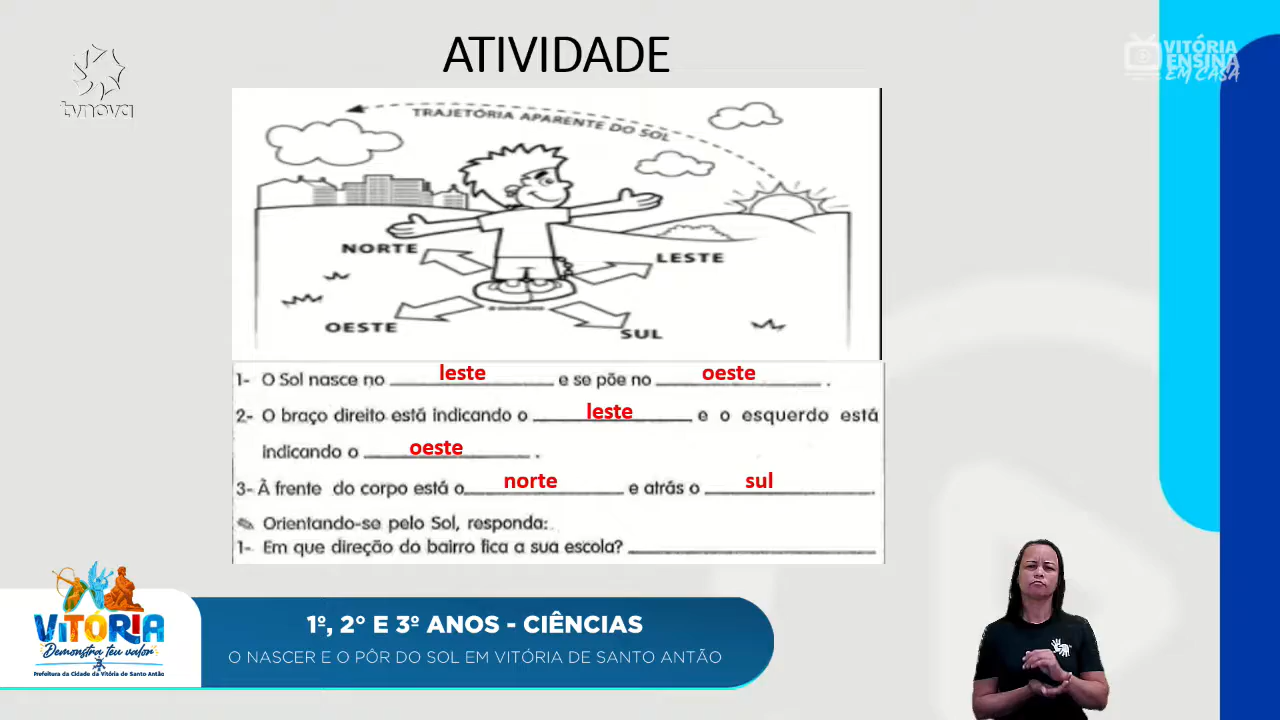 ATIVIDADE
tvnova
VITÓRIA
ENSINA
EM CASA
TRAJETÓRIA APARENTE DO SOL
NORTE
LESTE
OESTE
SUL
1- O Sol nasce no leste e se põe no oeste .
2- O braço direito está indicando o leste e o esquerdo está
indicando o oeste .
3- À frente do corpo está o norte e atrás o sul .
Orientando-se pelo Sol, responda:
1- Em que direção do bairro fica a sua escola? ____________
VITÓRIA
Demonstra teu valor
Prefeitura da Cidade da Vitória de Santo Antão
1º, 2° E 3º ANOS - CIÊNCIAS
O NASCER E O PÔR DO SOL EM VITÓRIA DE SANTO ANTÃO